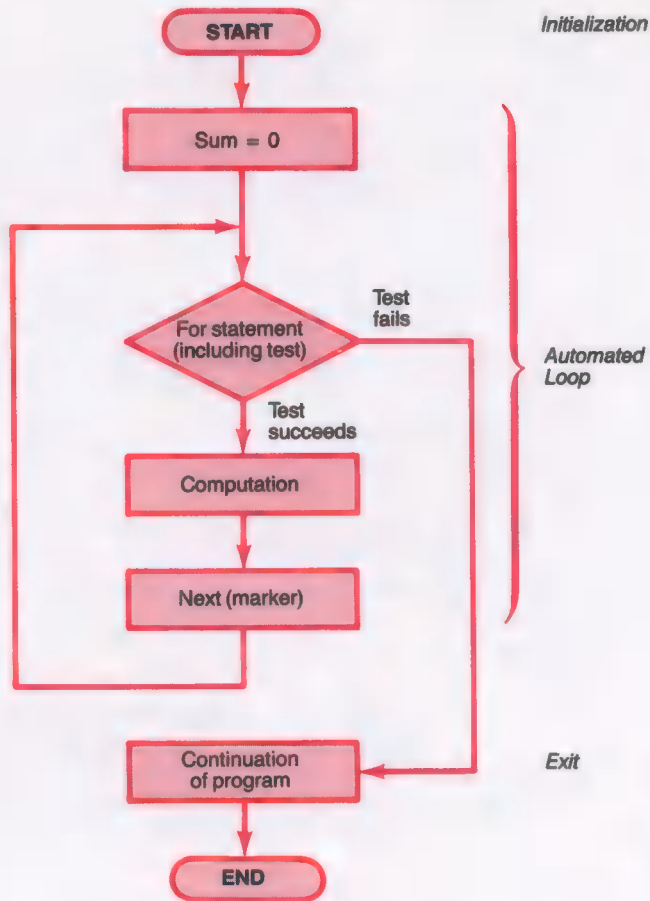 START
Initialization
Sum = 0
Test
fails
For statement
(including test)
Automated
Loop
Test
succeeds
Computation
Next (marker)
Continuation
of program
Exit
END